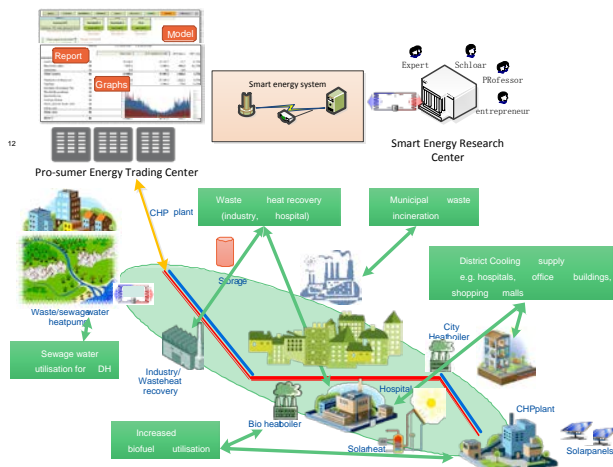 Model
Report
Graphs
Smart energy system
Expert
Schloar
PRofessor
entrepreneur
12
Pro-sumer Energy Trading Center
Smart Energy Research
Center
CHP plant
Waste heat recovery
(industry, hospital)
Municipal waste
incineration
District Cooling supply
e.g. hospitals, office buildings,
shopping malls
Storage
Waste/sewagewater
heatpump
City
Heatboiler
Sewage water
utilisation for DH
Industry/
Wasteheat
recovery
Hospital
Bio heaboiler
CHPplant
Solarheat
Solarpanels
Increased
biofuel utilisation